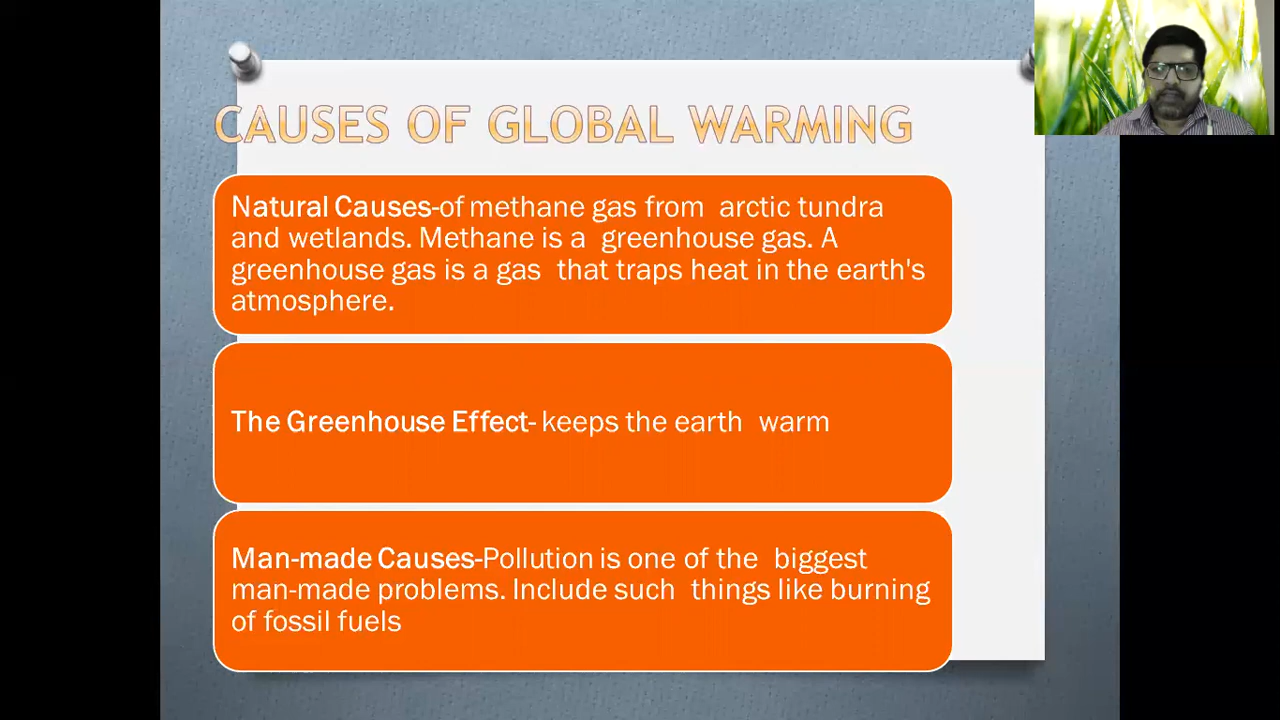 CAUSES OF GLOBAL WARMING
Natural Causes-of methane gas from arctic tundra
and wetlands. Methane is a greenhouse gas. A
greenhouse gas is a gas that traps heat in the earth's
atmosphere.
The Greenhouse Effect- keeps the earth warm
Man-made Causes-Pollution is one of the biggest
man-made problems. Include such things like burning
of fossil fuels